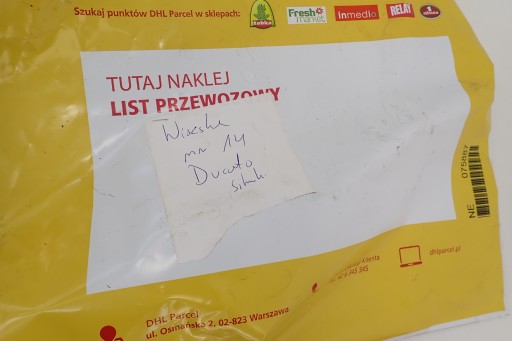 Szukaj punktów DHL Parcel w sklepach:
Żabka
Fresh market
inmedio
RELAY
TUTAJ NAKLEJ
LIST PRZEWOZOWY
nr 14
Ducato
NE
075887
dhlparcel.pl
DHL Parcel
ul. Osmańska 2, 02-823 Warszawa